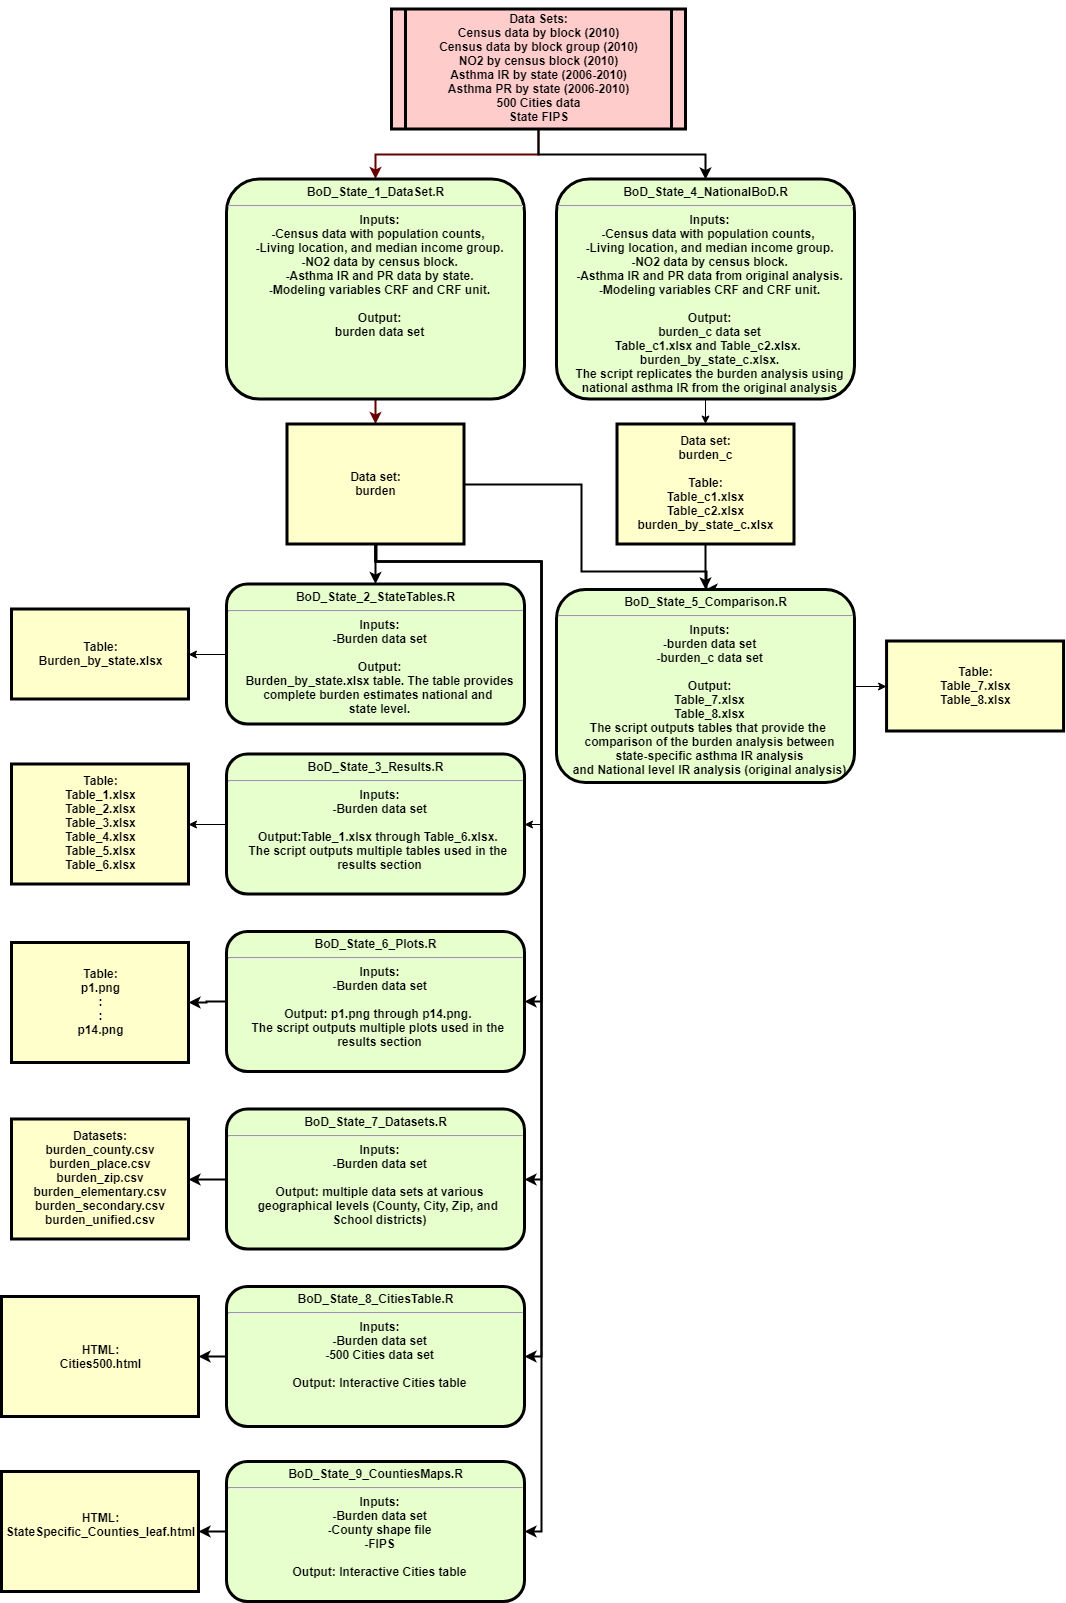 Data Sets:
Census data by block (2010)
Census data by block group (2010)
NO2 by census block (2010)
Asthma IR by state (2006-2010)
Asthma PR by state (2006-2010)
500 Cities data
State FIPS
BoD_State_1_DataSet.R
Inputs:
-Census data with population counts,
-Living location, and median income group.
-NO2 data by census block.
-Asthma IR and PR data by state.
-Modeling variables CRF and CRF unit.
Output:
burden data set
BoD_State_4_NationalBoD.R
Inputs:
-Census data with population counts,
-Living location, and median income group.
-NO2 data by census block.
-Asthma IR and PR data from original analysis.
-Modeling variables CRF and CRF unit.
Output:
burden_c data set
Table_c1.xlsx and Table_c2.xlsx.
burden_by_state_c.xlsx.
The script replicates the burden analysis using
national asthma IR from the original analysis
Data set:
burden
Data set:
burden_c
Table:
Table_c1.xlsx
Table_c2.xlsx
burden_by_state_c.xlsx
BoD_State_2_StateTables.R
Inputs:
-Burden data set
Output:
Burden_by_state.xlsx table. The table provides
complete burden estimates national and
state level.
Table:
Burden_by_state.xlsx
BoD_State_5_Comparison.R
Inputs:
-burden data set
-burden_c data set
Output:
Table_7.xlsx
Table_8.xlsx
The script outputs tables that provide the
comparison of the burden analysis between
state-specific asthma IR analysis
and National level IR analysis (original analysis)
Table:
Table_7.xlsx
Table_8.xlsx
BoD_State_3_Results.R
Inputs:
-Burden data set
Output:Table_1.xlsx through Table_6.xlsx.
The script outputs multiple tables used in the
results section
Table:
Table_1.xlsx
Table_2.xlsx
Table_3.xlsx
Table_4.xlsx
Table_5.xlsx
Table_6.xlsx
BoD_State_6_Plots.R
Inputs:
-Burden data set
Output: p1.png through p14.png.
The script outputs multiple plots used in the
results section
Table:
p1.png
:
:
p14.png
BoD_State_7_Datasets.R
Inputs:
-Burden data set
Output: multiple data sets at various
geographical levels (County, City, Zip, and
School districts)
Datasets:
burden_county.csv
burden_place.csv
burden_zip.csv
burden_elementary.csv
burden_secondary.csv
burden_unified.csv
BoD_State_8_CitiesTable.R
Inputs:
-Burden data set
-500 Cities data set
Output: Interactive Cities table
HTML:
Cities500.html
BoD_State_9_CountiesMaps.R
Inputs:
-Burden data set
-County shape file
-FIPS
Output: Interactive Cities table
HTML:
StateSpecific_Counties_leaf.html